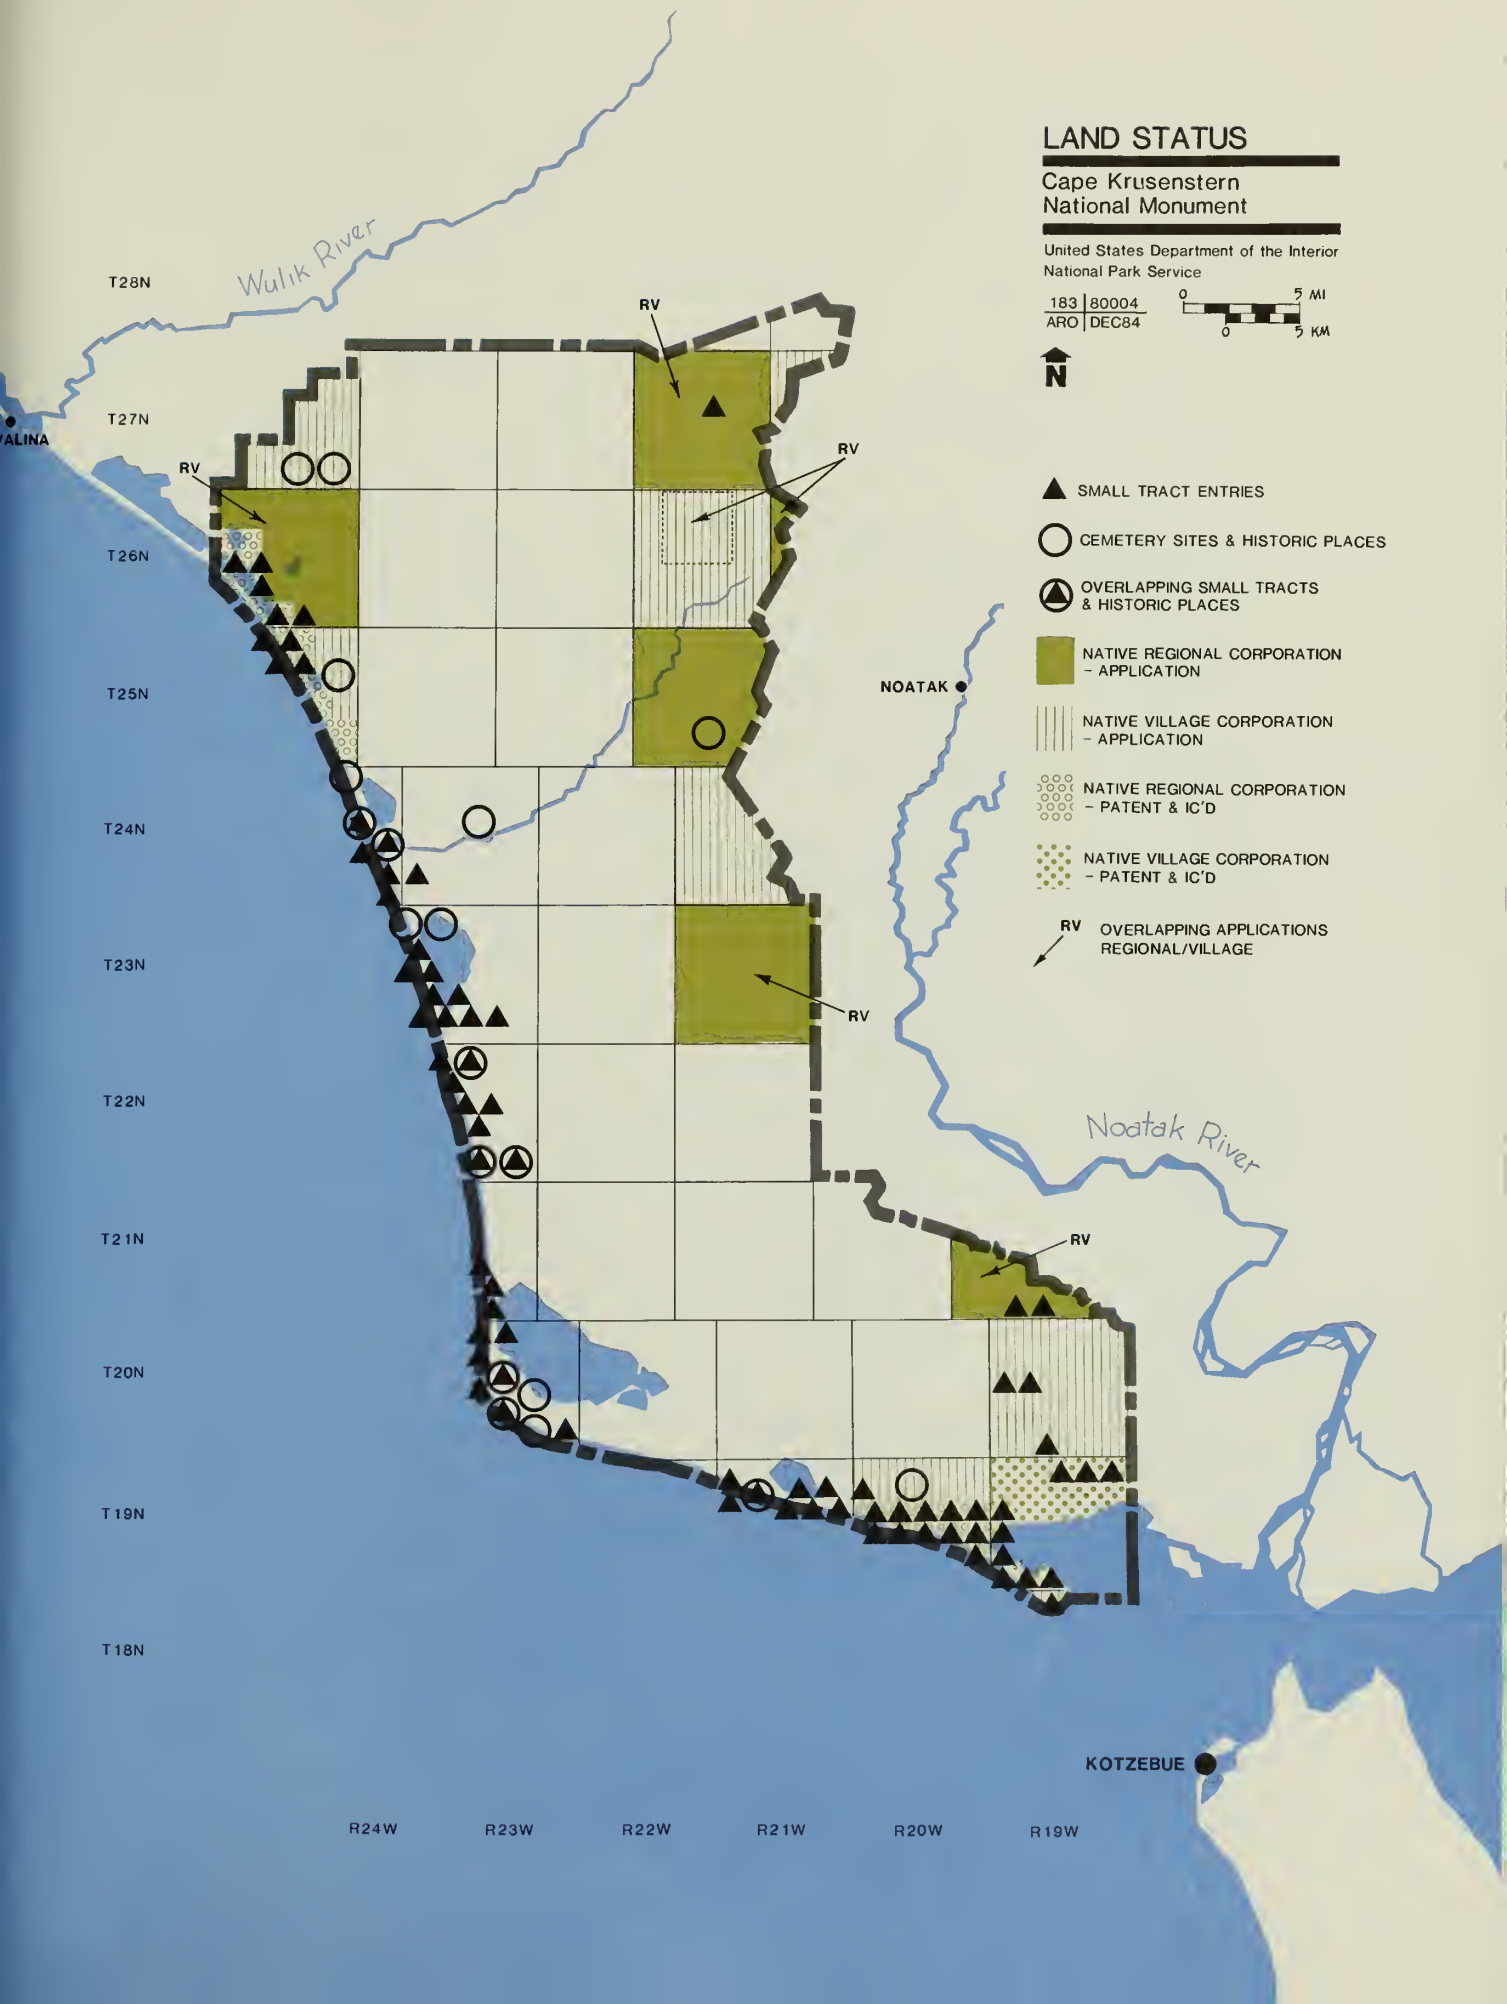 LAND STATUS
Cape Krusenstern
National Monument
United States Department of the Interior
National Park Service
183 | 80004
ARO | DEC84
0 5 MI
0 5 KM
N
SMALL TRACT ENTRIES
CEMETERY SITES & HISTORIC PLACES
OVERLAPPING SMALL TRACTS
& HISTORIC PLACES
NATIVE REGIONAL CORPORATION
- APPLICATION
NATIVE VILLAGE CORPORATION
- APPLICATION
NATIVE REGIONAL CORPORATION
- PATENT & IC'D
NATIVE VILLAGE CORPORATION
- PATENT & IC'D
RV OVERLAPPING APPLICATIONS
REGIONAL/VILLAGE
Wulik River
T28N
RV
T27N
VALINA
RV
RV
T26N
T25N
NOATAK
T24N
T23N
RV
T22N
Noatak River
T21N
RV
T20N
T19N
T18N
KOTZEBUE
R24W R23W R22W R21W R20W R19W